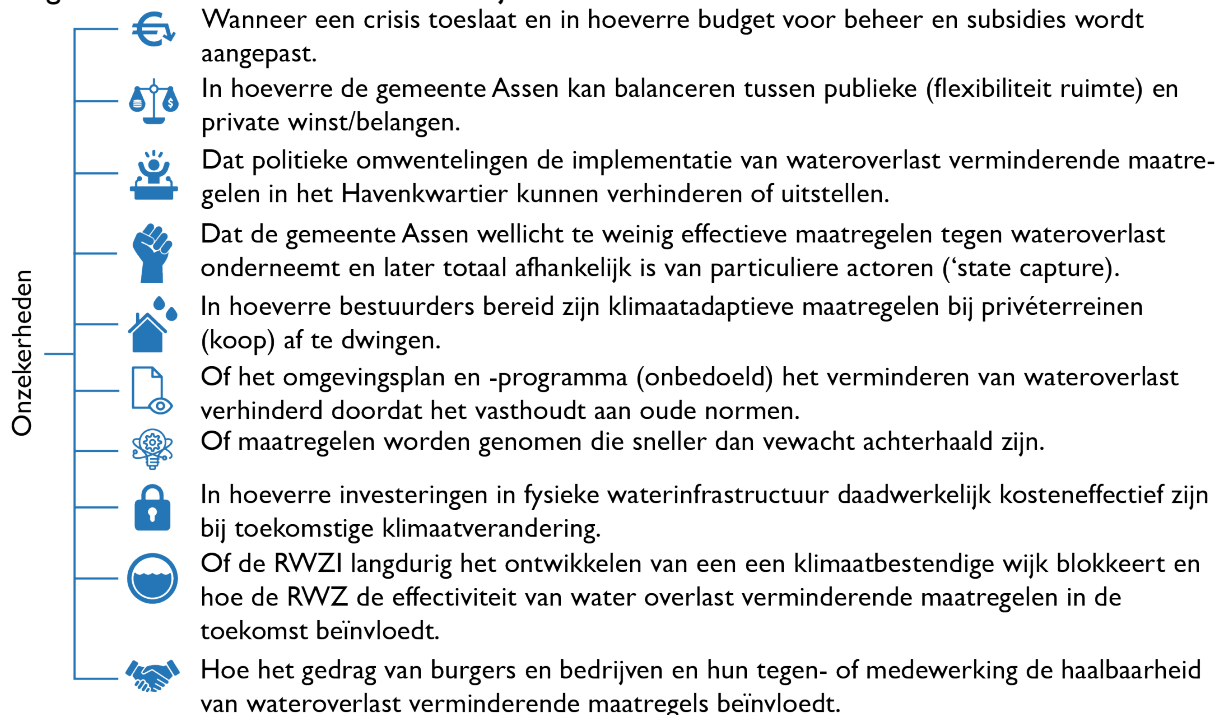 Wanneer een crisis toeslaat en in hoeverre budget voor beheer en subsidies wordt
aangepast.
In hoeverre de gemeente Assen kan balanceren tussen publieke (flexibiliteit ruimte) en
private winst/belangen.
Dat politieke omwentelingen de implementatie van wateroverlast verminderende maatre-
gelen in het Havenkwartier kunnen verhinderen of uitstellen.
Dat de gemeente Assen wellicht te weinig effectieve maatregelen tegen wateroverlast
onderneemt en later totaal afhankelijk is van particuliere actoren (‘state capture).
In hoeverre bestuurders bereid zijn klimaatadaptieve maatregelen bij privéterreinen
(koop) af te dwingen.
Onzekerheden
Of het omgevingsplan en -programma (onbedoeld) het verminderen van wateroverlast
verhinderd doordat het vasthoudt aan oude normen.
Of maatregelen worden genomen die sneller dan vewacht achterhaald zijn.
In hoeverre investeringen in fysieke waterinfrastructuur daadwerkelijk kosteneffectief zijn
bij toekomstige klimaatverandering.
Of de RWZI langdurig het ontwikkelen van een een klimaatbestendige wijk blokkeert en
hoe de RWZ de effectiviteit van water overlast verminderende maatregelen in de
toekomst beïnvloedt.
Hoe het gedrag van burgers en bedrijven en hun tegen- of medewerking de haalbaarheid
van wateroverlast verminderende maatregels beïnvloedt.